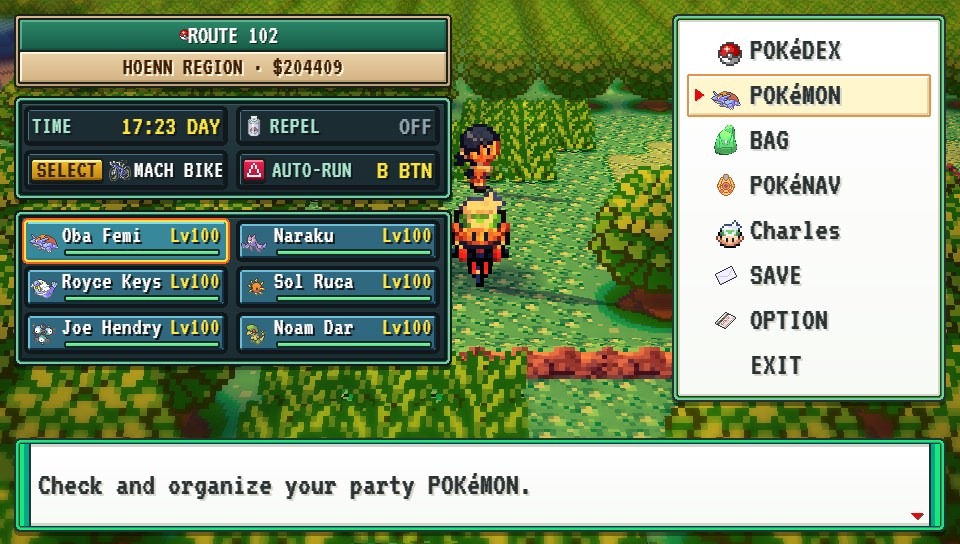 ROUTE 102
HOENN REGION · $204409
TIME 17:23 DAY
REPEL OFF
SELECT MACH BIKE
AUTO-RUN B BTN
Oba Femi Lv100
Naraku Lv100
Royce Keys Lv100
Sol Ruca Lv100
Joe Hendry Lv100
Noam Dar Lv100
POKéDEX
POKéMON
BAG
POKéNAV
Charles
SAVE
OPTION
EXIT
Check and organize your party POKéMON.